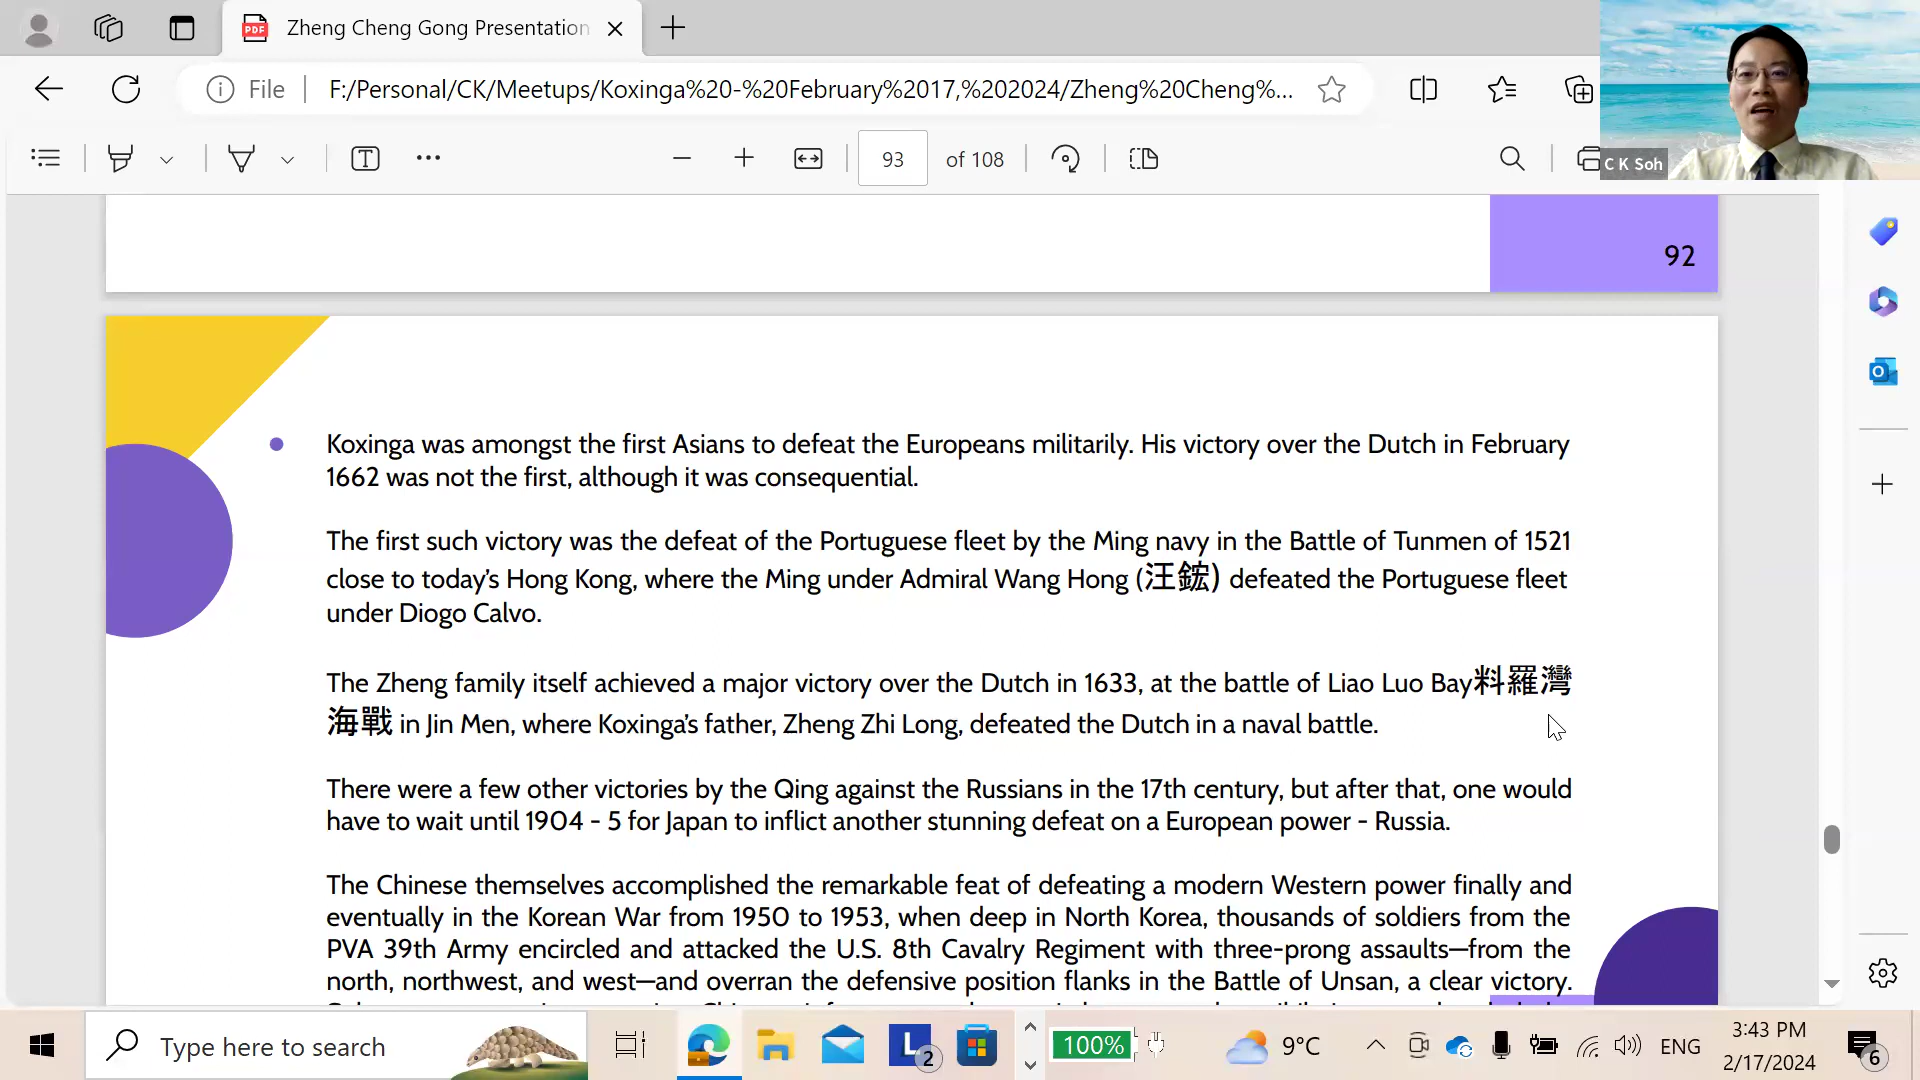 Zheng Cheng Gong Presentation
File
F:/Personal/CK/Meetups/Koxinga%20-%20February%2017,%202024/Zheng%20Cheng%...
93 of 108
C K Soh
92
Koxinga was amongst the first Asians to defeat the Europeans militarily. His victory over the Dutch in February
1662 was not the first, although it was consequential.
The first such victory was the defeat of the Portuguese fleet by the Ming navy in the Battle of Tunmen of 1521
close to today's Hong Kong, where the Ming under Admiral Wang Hong (汪鋐) defeated the Portuguese fleet
under Diogo Calvo.
The Zheng family itself achieved a major victory over the Dutch in 1633, at the battle of Liao Luo Bay料羅灣
海戰 in Jin Men, where Koxinga's father, Zheng Zhi Long, defeated the Dutch in a naval battle.
There were a few other victories by the Qing against the Russians in the 17th century, but after that, one would
have to wait until 1904 - 5 for Japan to inflict another stunning defeat on a European power - Russia.
The Chinese themselves accomplished the remarkable feat of defeating a modern Western power finally and
eventually in the Korean War from 1950 to 1953, when deep in North Korea, thousands of soldiers from the
PVA 39th Army encircled and attacked the U.S. 8th Cavalry Regiment with three-prong assaults—from the
north, northwest, and west—and overran the defensive position flanks in the Battle of Unsan, a clear victory.
Type here to search
L 2
100%
9°C
ENG
3:43 PM
2/17/2024
6